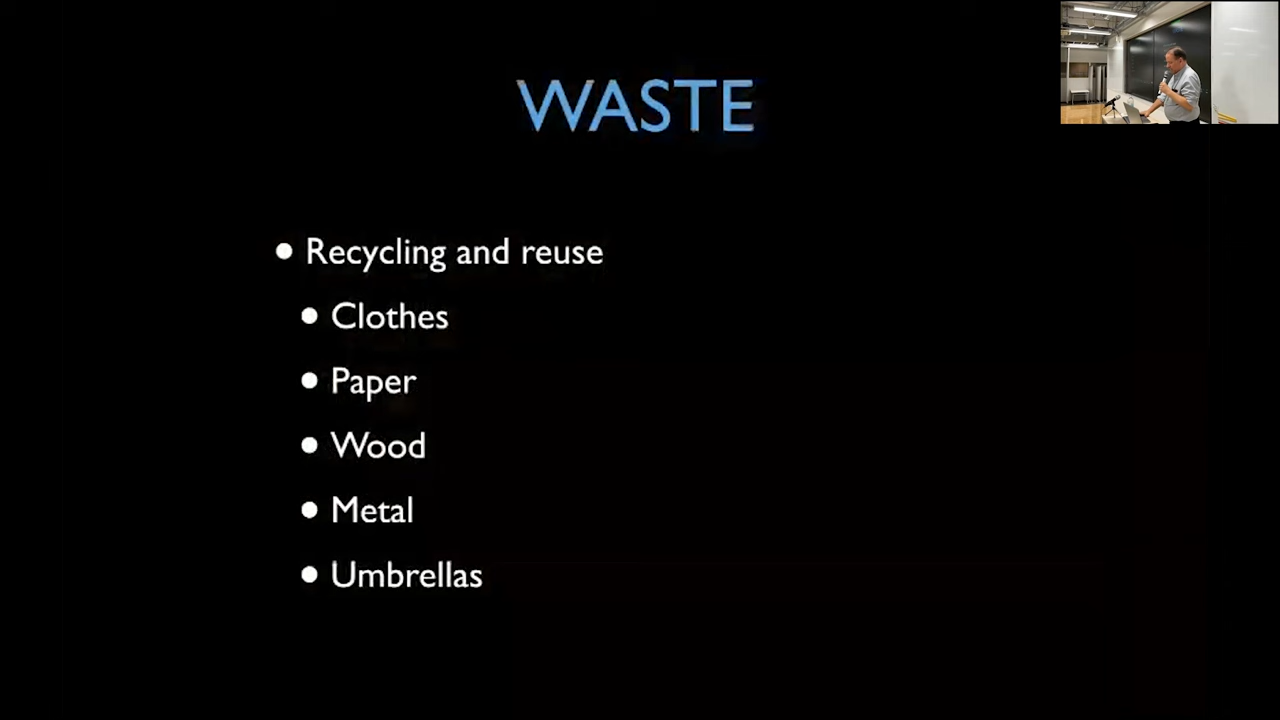 WASTE
• Recycling and reuse
• Clothes
• Paper
• Wood
• Metal
• Umbrellas